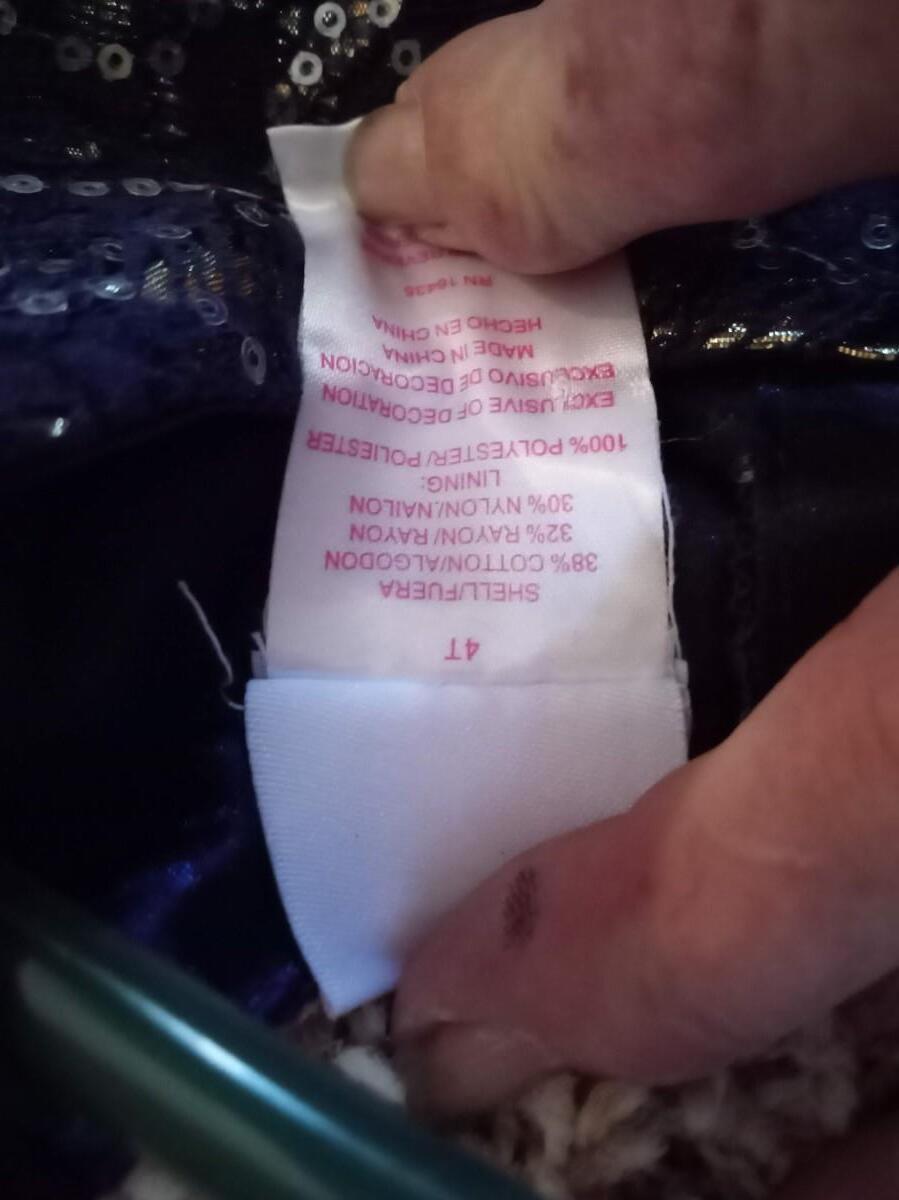 4T
SHELL/FUERA
38% COTTON/ALGODON
32% RAYON/RAYON
30% NYLON/NAILON
LINING:
100% POLYESTER/POLIESTER
EXCLUSIVE OF DECORATION
EXCLUSIVO DE DECORACION
MADE IN CHINA
HECHO EN CHINA
RN 16435